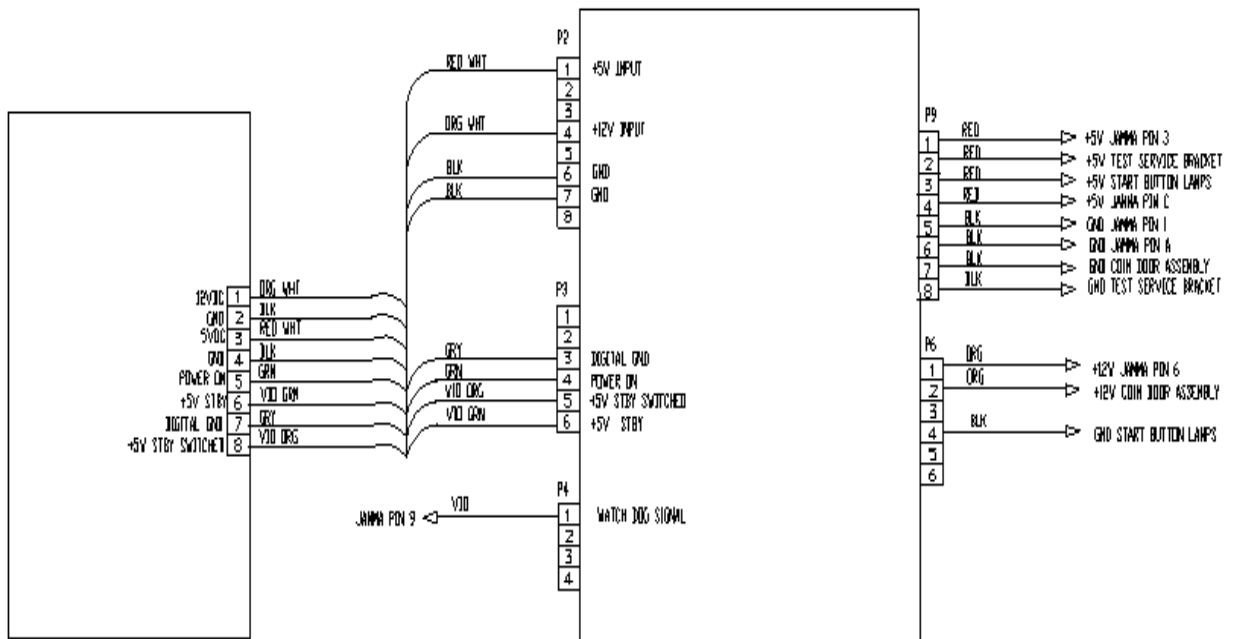 P2
RED WHT
1 +5V INPUT
2
3
ORG WHT
4 +12V INPUT
5
BLK
6 GND
BLK
7 GND
8
P3
1
2
GRY
3 DIGITAL GND
GRN
4 POWER ON
VIO ORG
5 +5V STBY SWITCHED
VIO GRN
6 +5V STBY
P4
JAMMA PIN 9
VIO
1 WATCH DOG SIGNAL
2
3
4
12VDC 1 ORG WHT
GND 2 BLK
5VDC 3 RED WHT
GND 4 BLK
POWER ON 5 GRN
+5V STBY 6 VIO GRN
DIGITAL GND 7 GRY
+5V STBY SWITCHED 8 VIO ORG
P9
1 RED +5V JAMMA PIN 3
2 RED +5V TEST SERVICE BRACKET
3 RED +5V START BUTTON LAMPS
4 RED +5V JAMMA PIN C
5 BLK GND JAMMA PIN 1
6 BLK GND JAMMA PIN A
7 BLK GND COIN DOOR ASSEMBLY
8 BLK GND TEST SERVICE BRACKET
P6
1 ORG +12V JAMMA PIN 6
2 ORG +12V COIN DOOR ASSEMBLY
3
4 BLK GND START BUTTON LAMPS
5
6